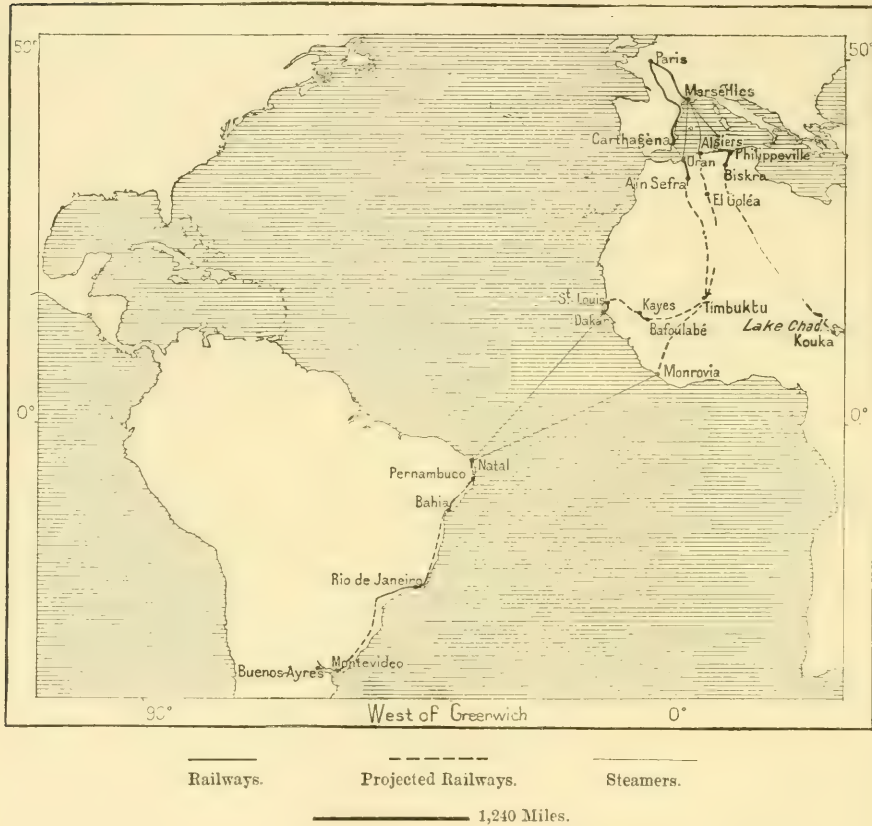 50°
50°
Paris
Marseilles
Carthagena
Algiers
Oran
Philippeville
Biskra
Aïn Sefra
El Goléa
St. Louis
Kayes
Timbuktu
Dakar
Bafoulabé
Lake Chad
Kouka
Monrovia
0°
0°
Natal
Pernambuco
Bahia
Rio de Janeiro
Montevideo
Buenos-Ayres
90°
West of Greenwich
0°
Railways.
Projected Railways.
Steamers.
1,240 Miles.